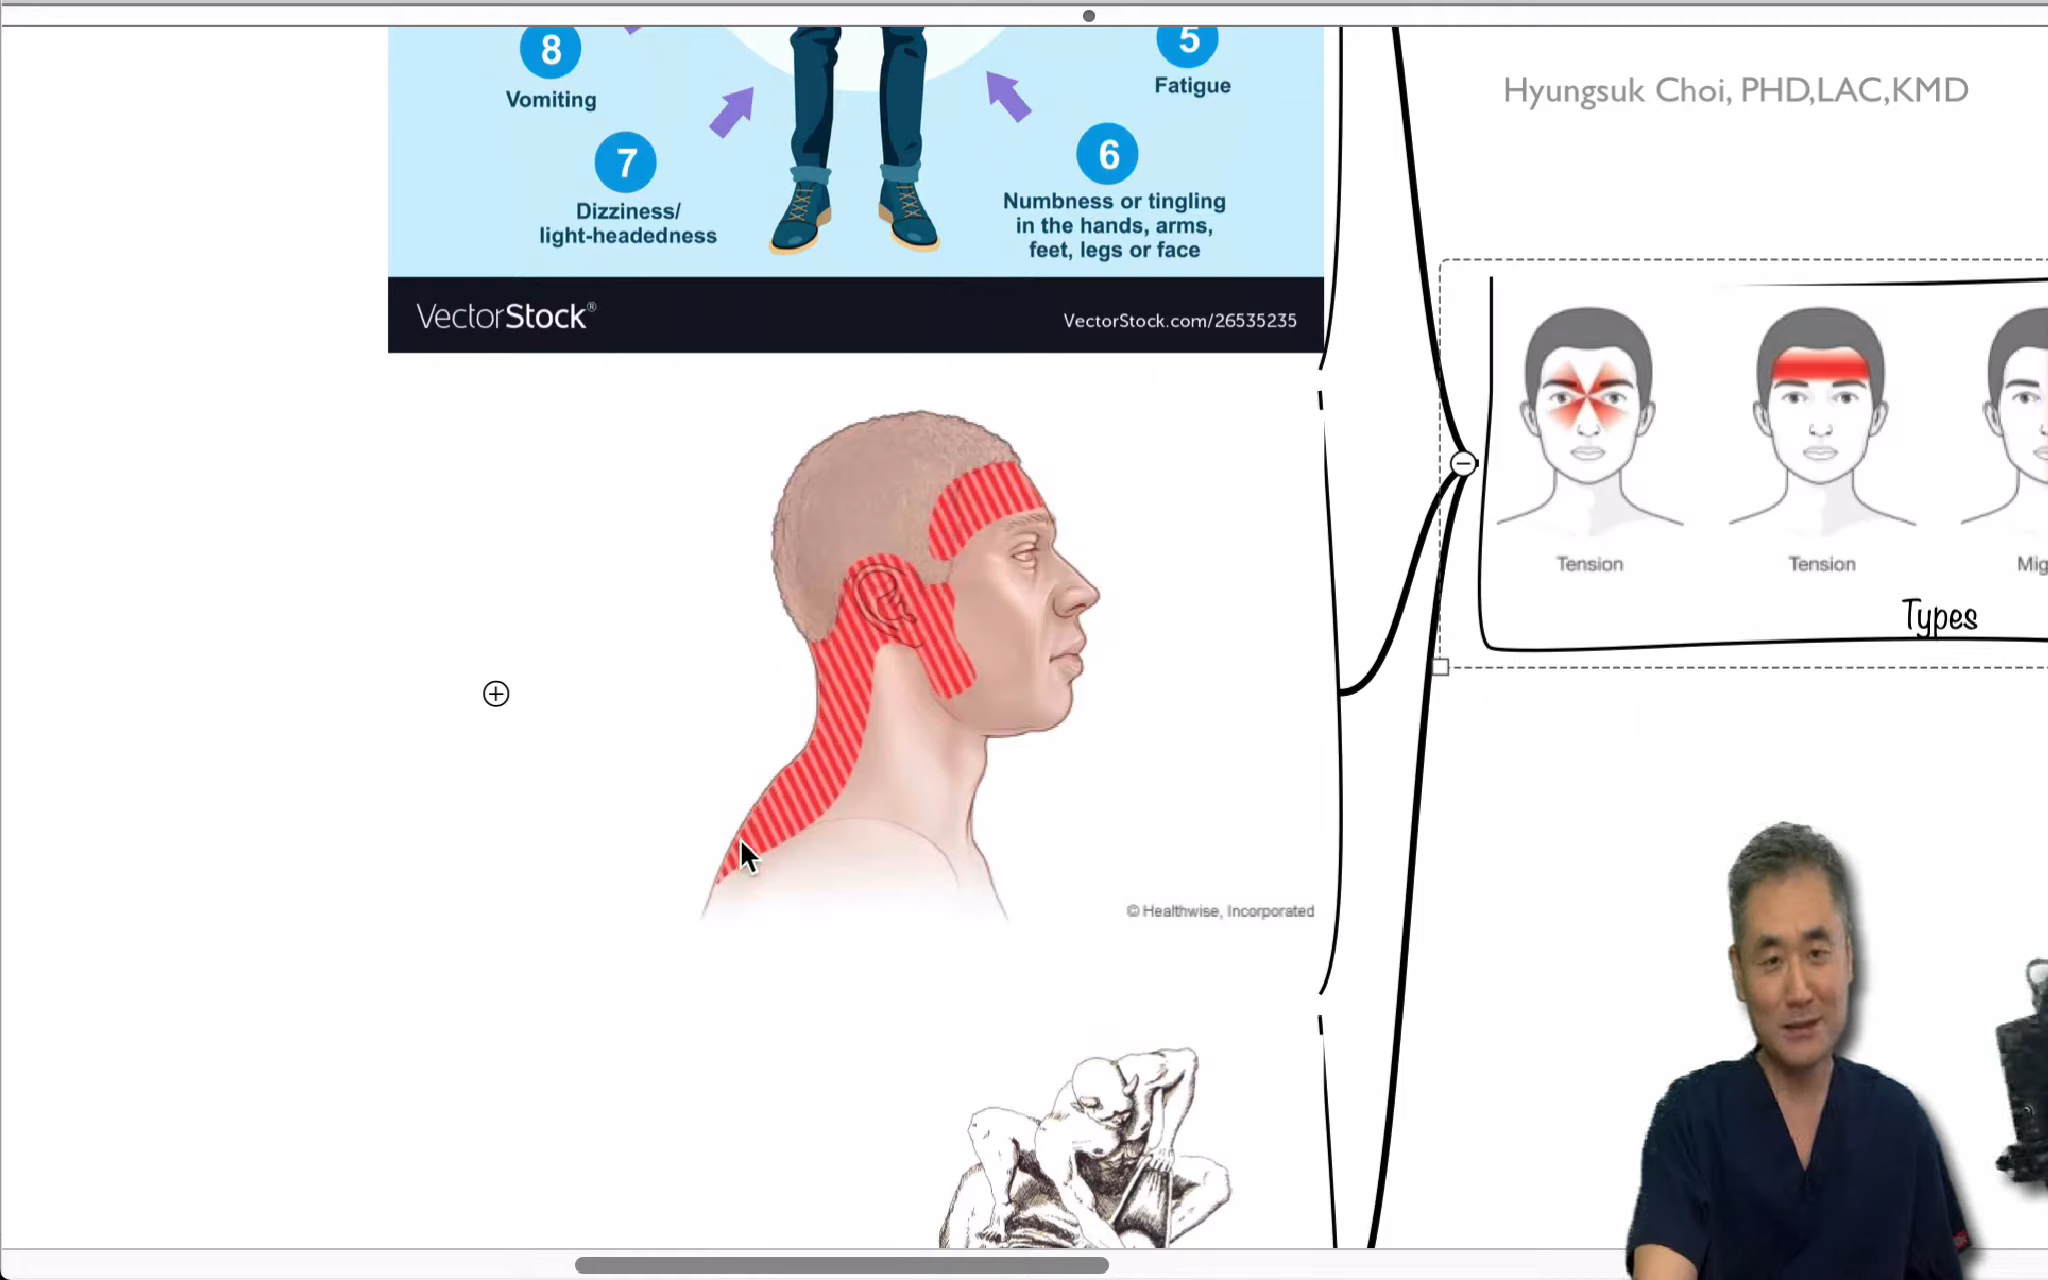 8
Vomiting
7
Dizziness/
light-headedness
5
Fatigue
6
Numbness or tingling
in the hands, arms,
feet, legs or face
VectorStock®
VectorStock.com/26535235
© Healthwise, Incorporated
Hyungsuk Choi, PHD,LAC,KMD
Tension
Tension
Mig
Types